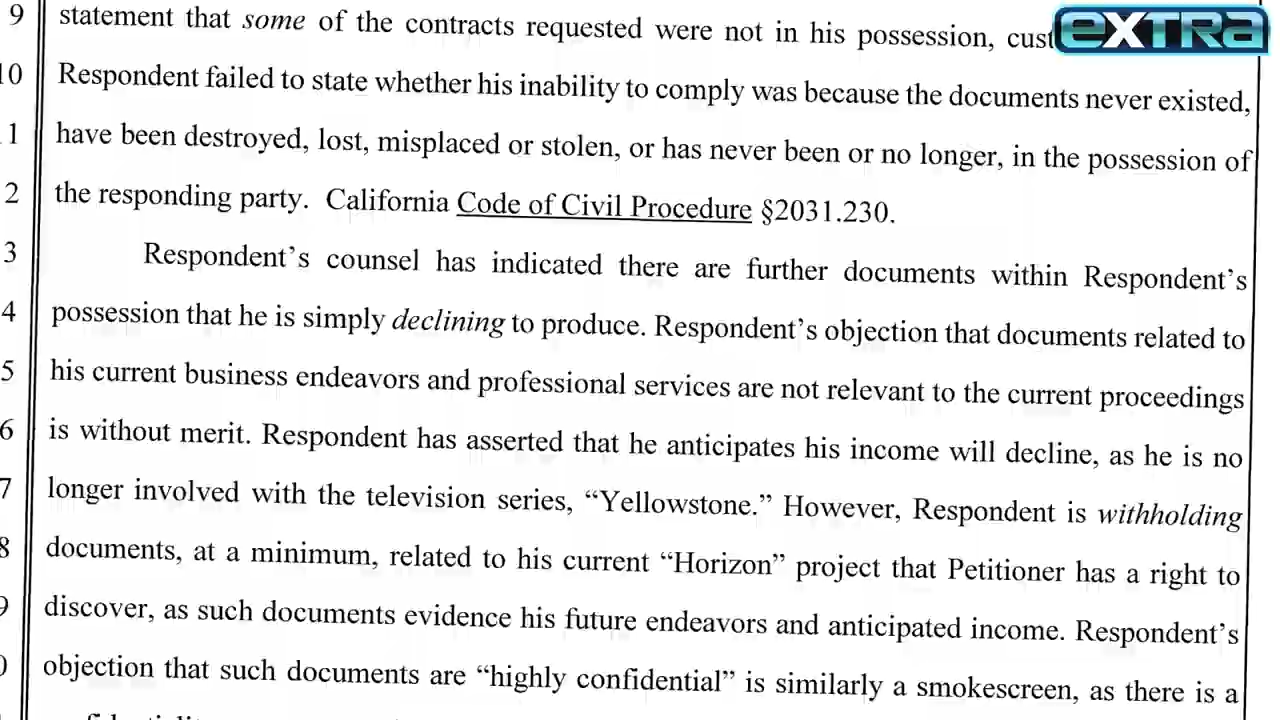 extra
9 statement that some of the contracts requested were not in his possession,
10 Respondent failed to state whether his inability to comply was because the documents never existed,
1 have been destroyed, lost, misplaced or stolen, or has never been or no longer, in the possession of
2 the responding party. California Code of Civil Procedure §2031.230.
3 Respondent’s counsel has indicated there are further documents within Respondent’s
4 possession that he is simply declining to produce. Respondent’s objection that documents related to
5 his current business endeavors and professional services are not relevant to the current proceedings
6 is without merit. Respondent has asserted that he anticipates his income will decline, as he is no
7 longer involved with the television series, “Yellowstone.” However, Respondent is withholding
8 documents, at a minimum, related to his current “Horizon” project that Petitioner has a right to
9 discover, as such documents evidence his future endeavors and anticipated income. Respondent’s
0 objection that such documents are “highly confidential” is similarly a smokescreen, as there is a